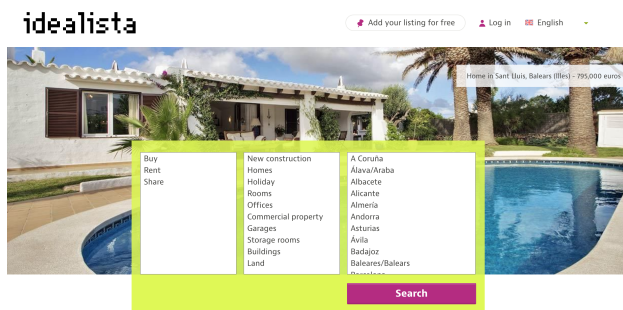 idealista
Add your listing for free
Log in
English
Home in Sant Lluis, Balears (Illes) - 795,000 euros
Buy
Rent
Share
New construction
Homes
Holiday
Rooms
Offices
Commercial property
Garages
Storage rooms
Buildings
Land
A Coruña
Álava/Araba
Albacete
Alicante
Almería
Andorra
Asturias
Ávila
Badajoz
Baleares/Balears
Search